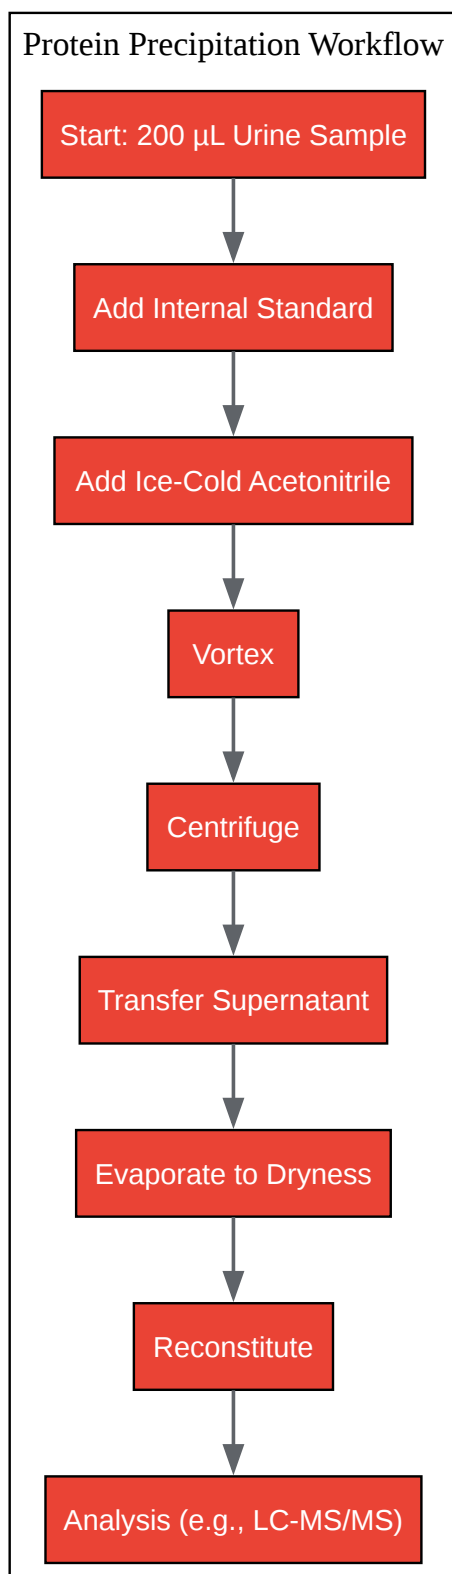 Protein Precipitation Workflow
Start: 200 µL Urine Sample
Add Internal Standard
Add Ice-Cold Acetonitrile
Vortex
Centrifuge
Transfer Supernatant
Evaporate to Dryness
Reconstitute
Analysis (e.g., LC-MS/MS)